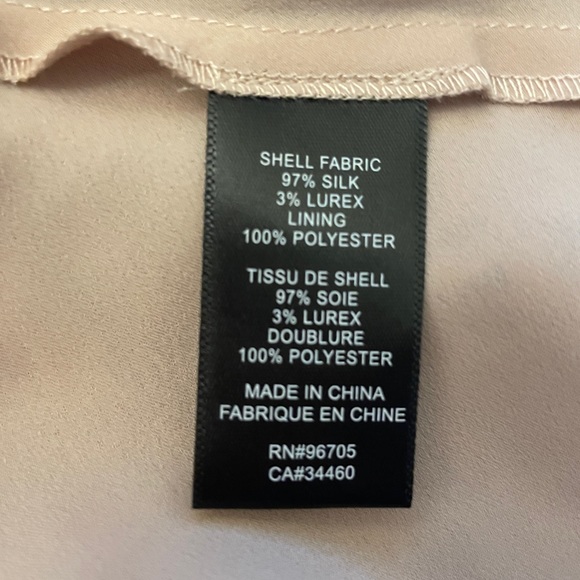 SHELL FABRIC
97% SILK
3% LUREX
LINING
100% POLYESTER
TISSU DE SHELL
97% SOIE
3% LUREX
DOUBLURE
100% POLYESTER
MADE IN CHINA
FABRIQUE EN CHINE
RN#96705
CA#34460